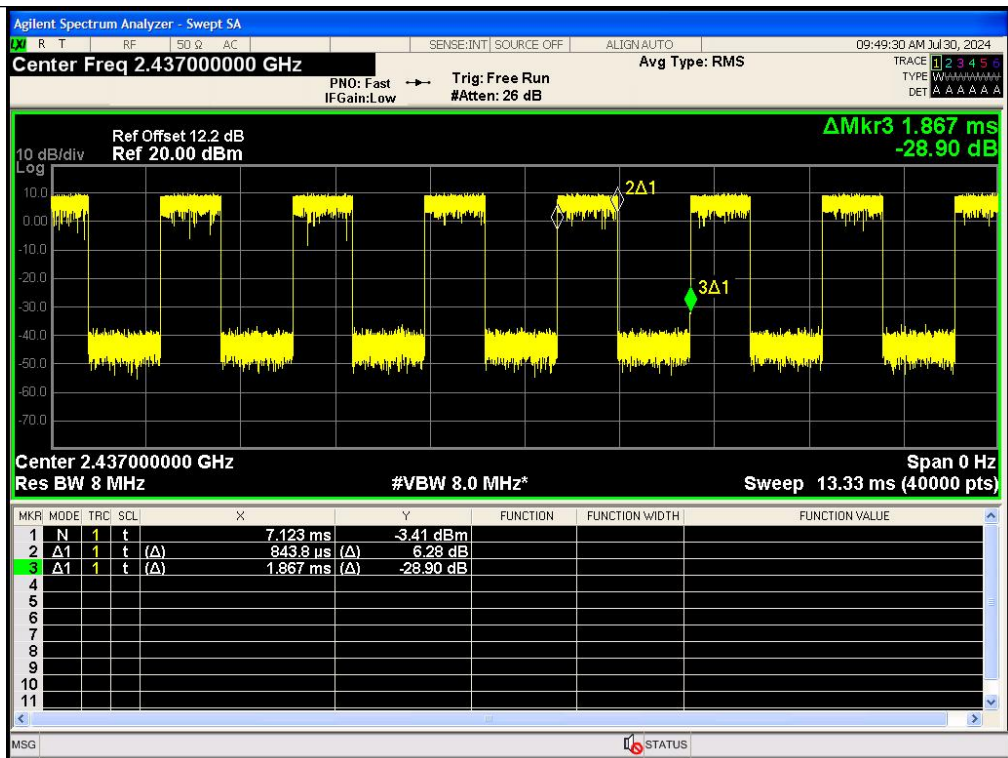 Agilent Spectrum Analyzer - Swept SA
LXI R T RF 50 Ω AC SENSE:INT SOURCE OFF ALIGN AUTO 09:49:30 AM Jul 30, 2024
Center Freq 2.437000000 GHz
PNO: Fast
IFGain:Low
Trig: Free Run
#Atten: 26 dB
Avg Type: RMS
TRACE 1 2 3 4 5 6
TYPE W
DET A A A A A A
ΔMkr3 1.867 ms
-28.90 dB
Ref Offset 12.2 dB
10 dB/div Ref 20.00 dBm
Log
10.0
0.00
-10.0
-20.0
-30.0
-40.0
-50.0
-60.0
-70.0
2Δ1
3Δ1
Center 2.437000000 GHz Span 0 Hz
Res BW 8 MHz #VBW 8.0 MHz* Sweep 13.33 ms (40000 pts)
MKR MODE TRC SCL X Y FUNCTION FUNCTION WIDTH FUNCTION VALUE
1 N 1 t 7.123 ms -3.41 dBm
2 Δ1 1 t (Δ) 843.8 µs (Δ) 6.28 dB
3 Δ1 1 t (Δ) 1.867 ms (Δ) -28.90 dB
4
5
6
7
8
9
10
11
MSG STATUS